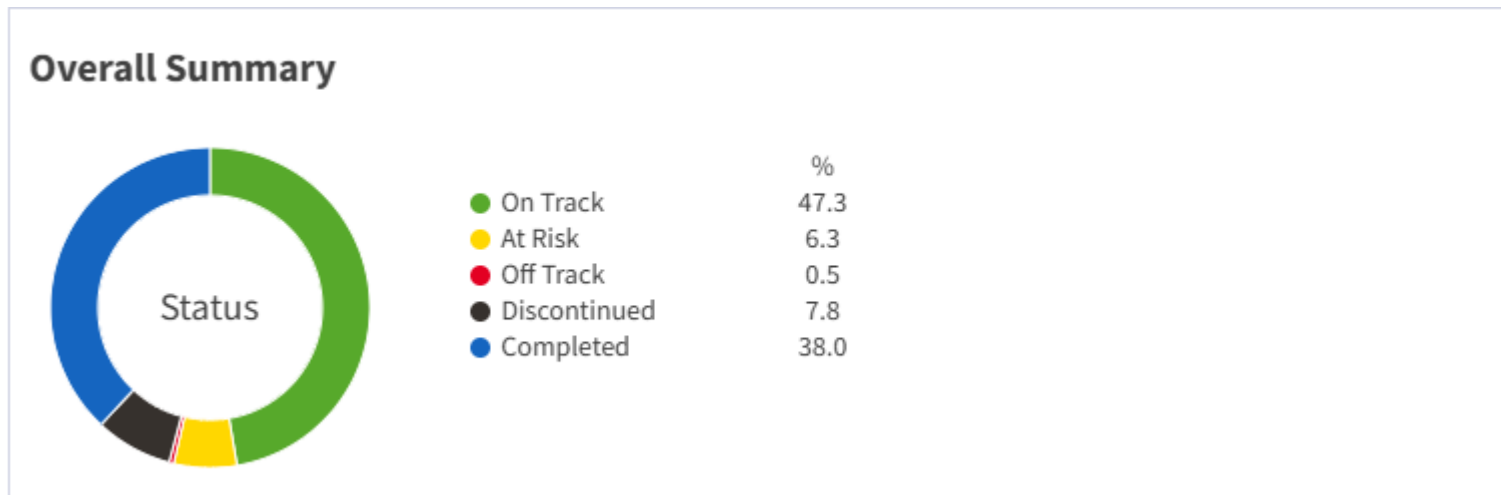 Overall Summary
Status
%
On Track 47.3
At Risk 6.3
Off Track 0.5
Discontinued 7.8
Completed 38.0